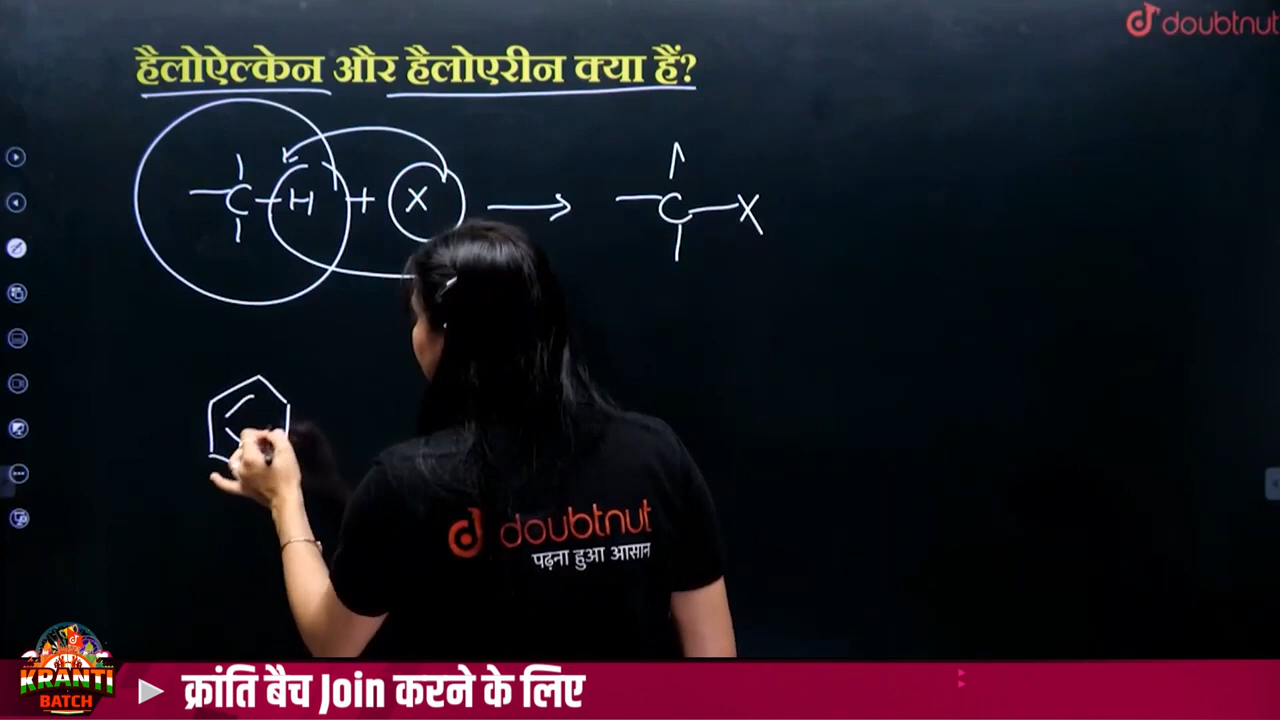 doubtnut
हैलोऐल्केन और हैलोएरीन क्या हैं?
C H + X → C X
doubtnut
पढ़ना हुआ आसान
KRANTI
BATCH
क्रांति बैच Join करने के लिए